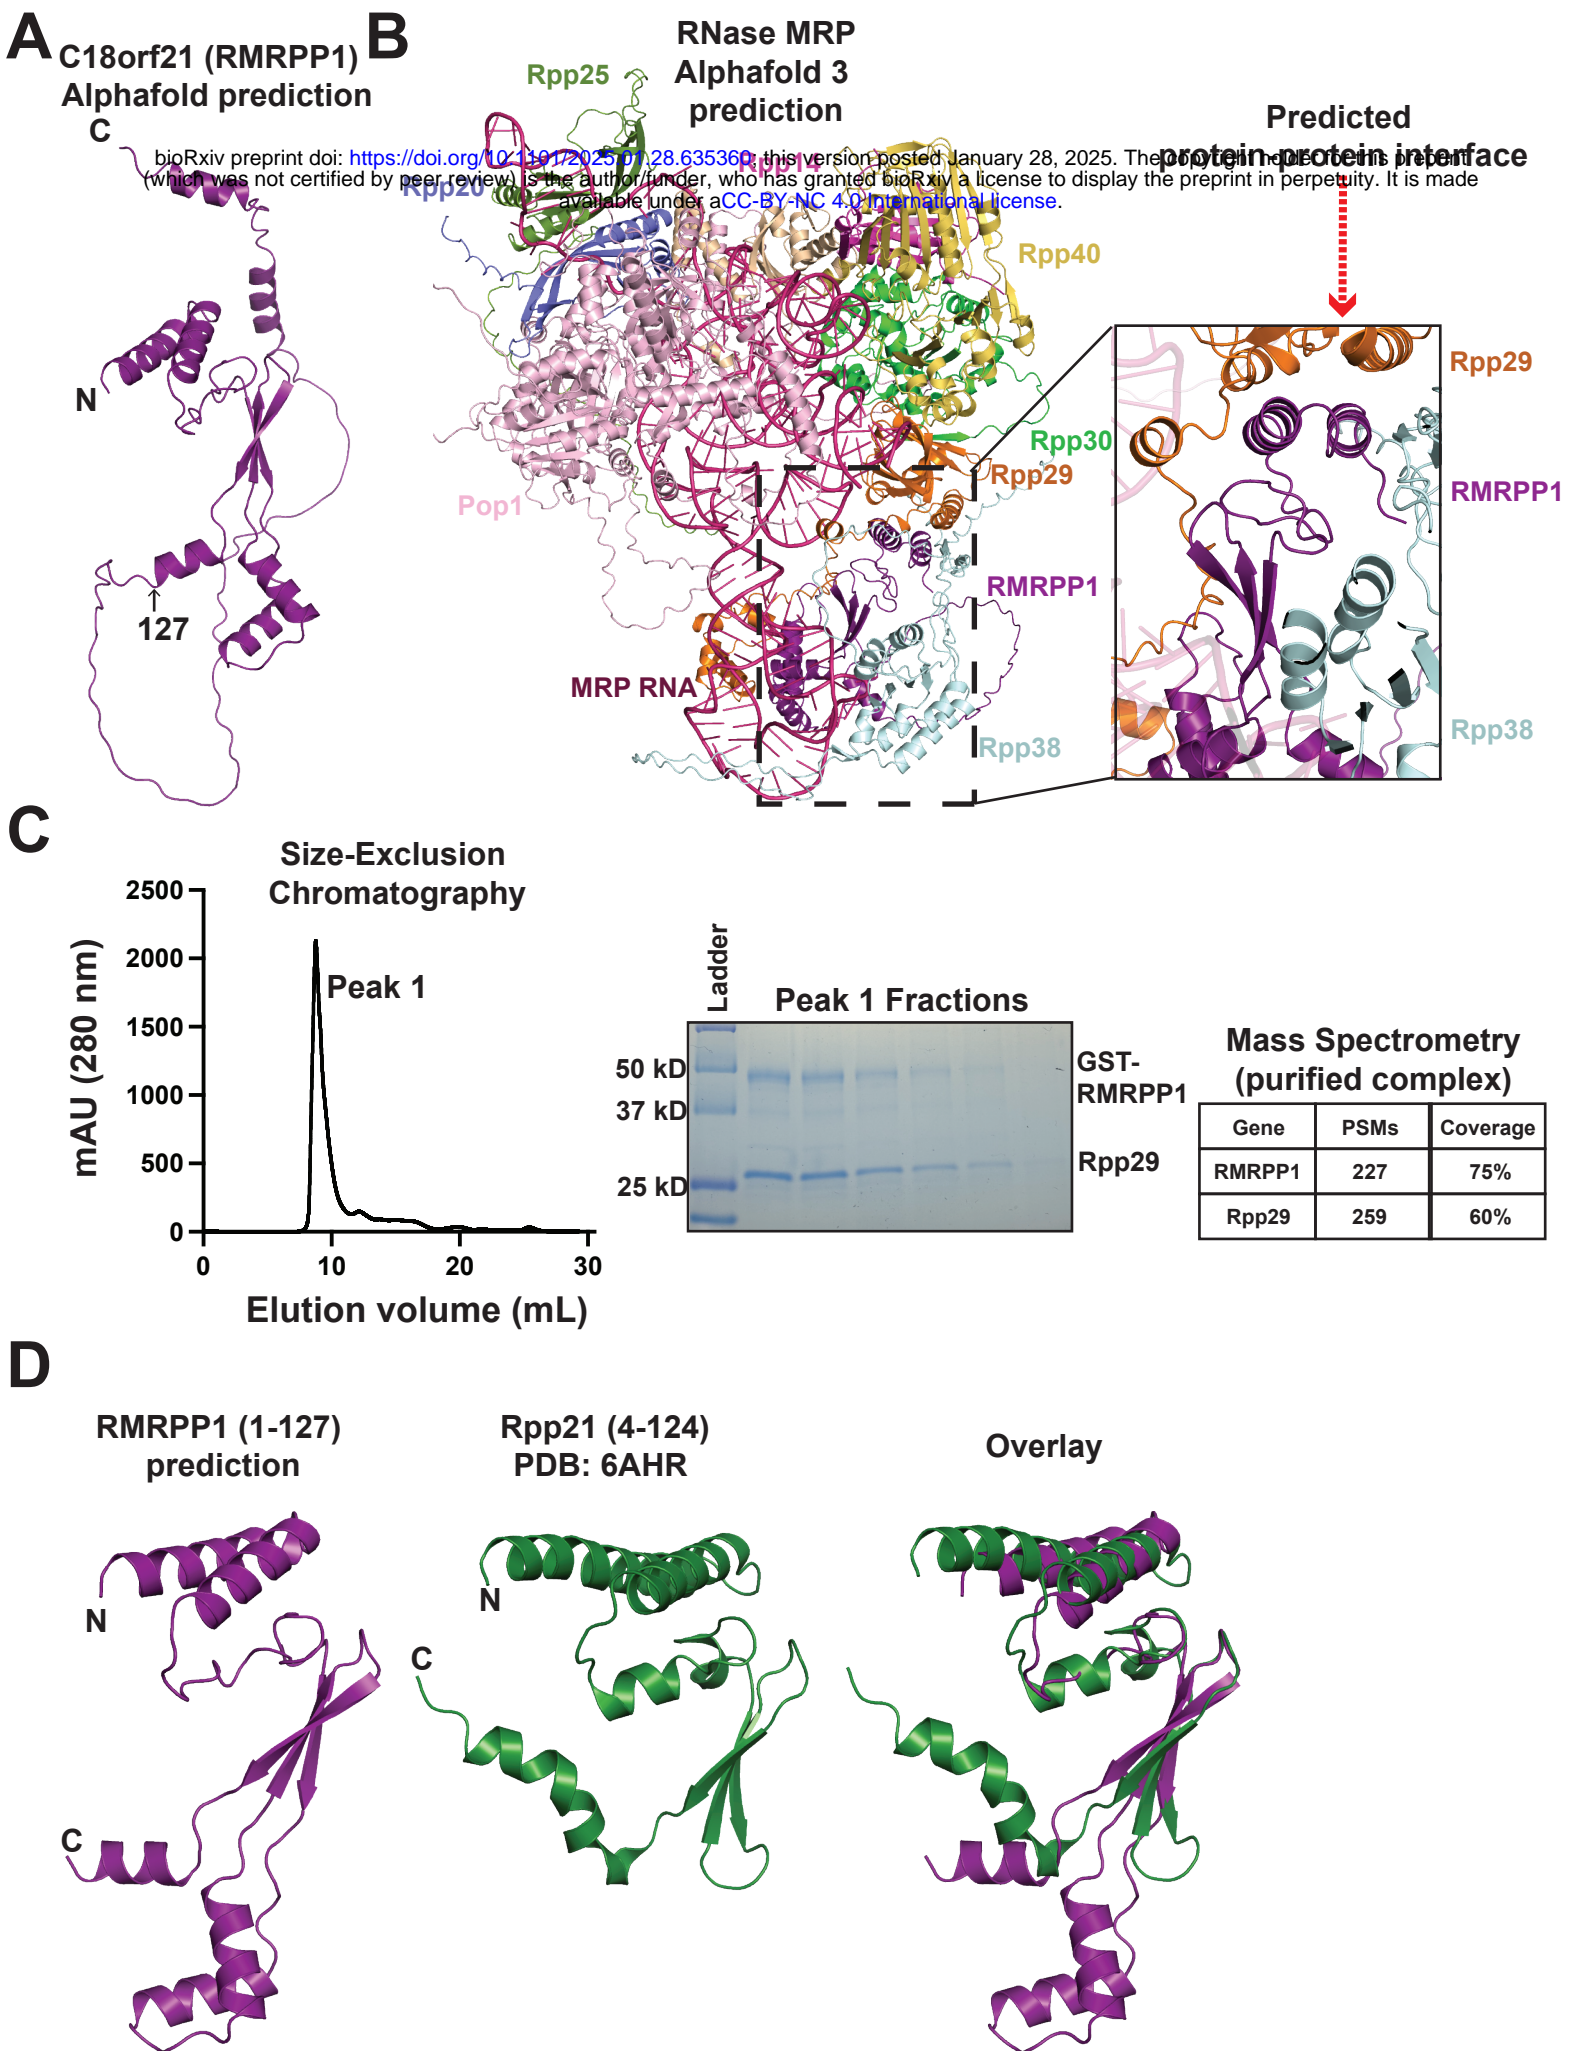 A
C18orf21 (RMRPP1)
Alphafold prediction
C
N
127
B
RNase MRP
Alphafold 3
prediction
Rpp25
Rpp14
Rpp20
Rpp40
Rpp30
Rpp29
Pop1
RMRPP1
MRP RNA
Rpp38
Predicted
protein-protein interface
Rpp29
RMRPP1
Rpp38
bioRxiv preprint doi: https://doi.org/10.1101/2025.01.28.635360; this version posted January 28, 2025. The copyright holder for this preprint
(which was not certified by peer review) is the author/funder, who has granted bioRxiv a license to display the preprint in perpetuity. It is made
available under aCC-BY-NC 4.0 International license.
C
Size-Exclusion
Chromatography
mAU (280 nm)
2500
2000
1500
1000
500
0
Peak 1
0 10 20 30
Elution volume (mL)
Ladder
Peak 1 Fractions
50 kD
37 kD
25 kD
GST-
RMRPP1
Rpp29
Mass Spectrometry
(purified complex)
Gene PSMs Coverage
RMRPP1 227 75%
Rpp29 259 60%
D
RMRPP1 (1-127)
prediction
N
C
Rpp21 (4-124)
PDB: 6AHR
N
C
Overlay